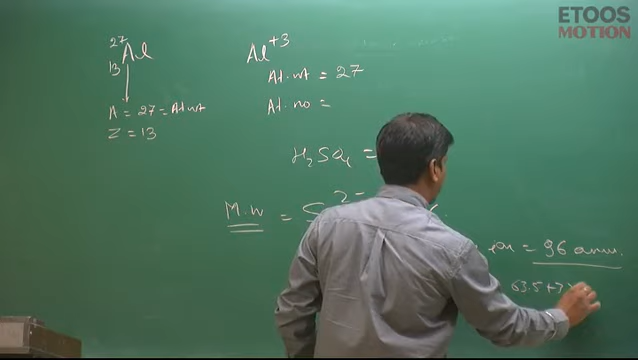 ETOOS
MOTION
27
13 Al
A = 27 = At wt
Z = 13
Al+3
At. wt = 27
At. no =
H2SO4 =
M.W = S
2-
= 96 amu.
63.5 +